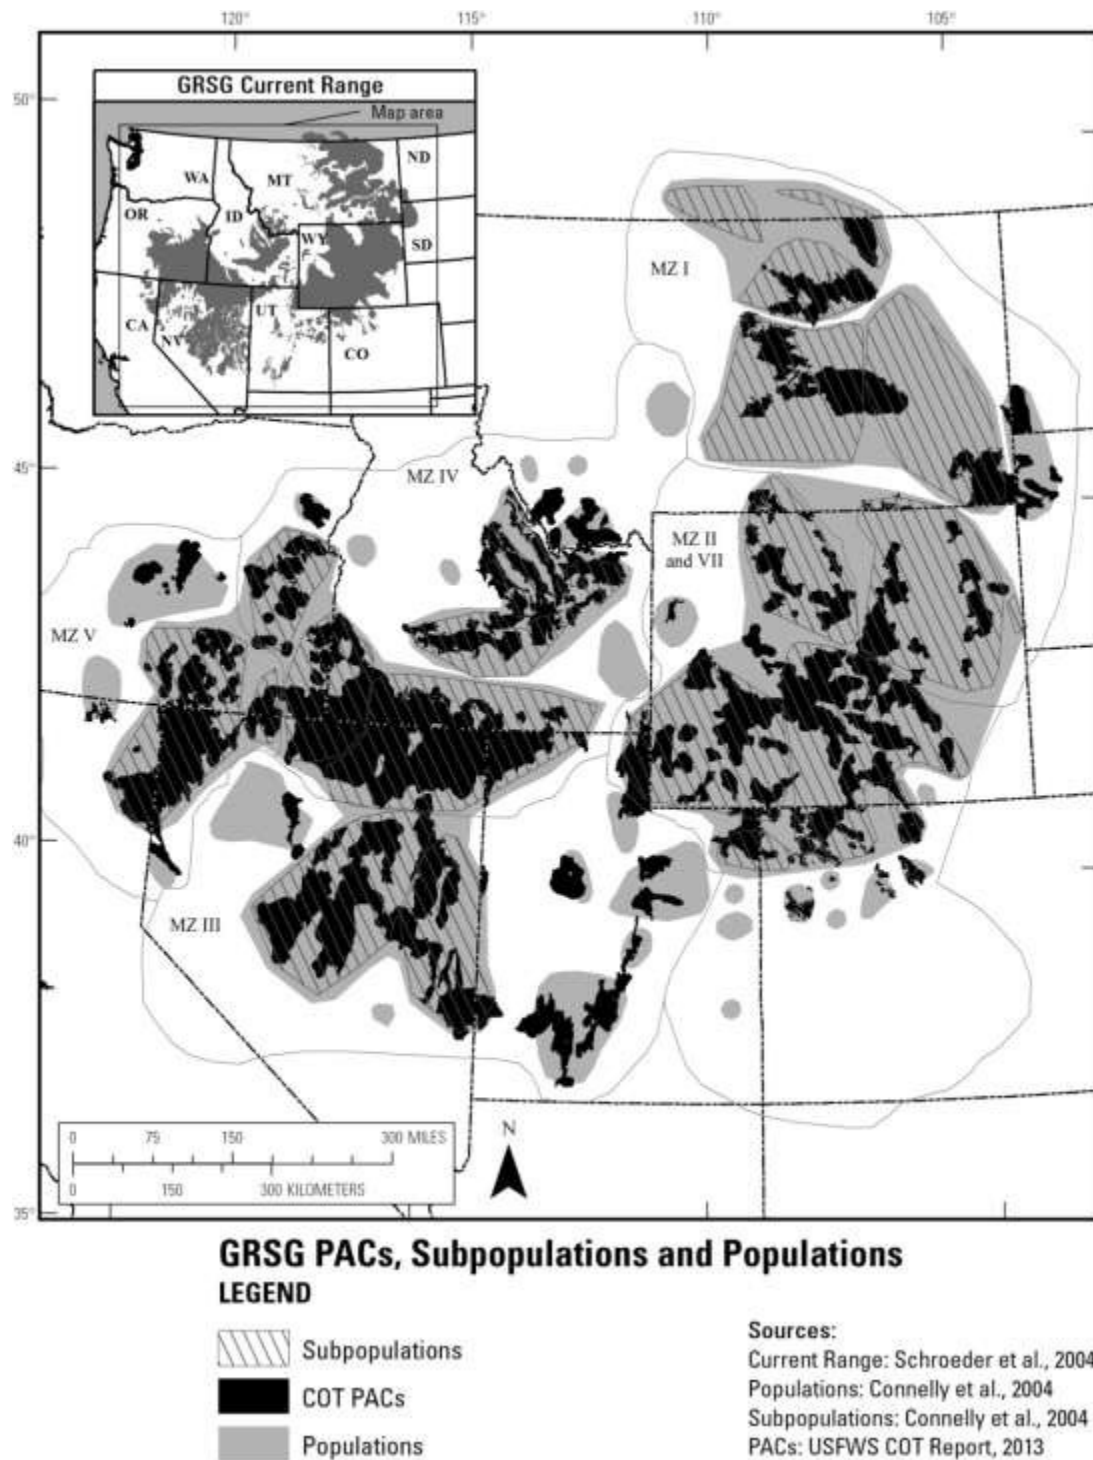 120°
115°
110°
105°
50°
45°
40°
35°
GRSG Current Range
Map area
WA
MT
ND
OR
ID
WY
SD
CA
NV
UT
CO
MZ I
MZ IV
MZ II
and VII
MZ V
MZ III
0 75 150 300 MILES
0 150 300 KILOMETERS
N
GRSG PACs, Subpopulations and Populations
LEGEND
Subpopulations
COT PACs
Populations
Sources:
Current Range: Schroeder et al., 2004
Populations: Connelly et al., 2004
Subpopulations: Connelly et al., 2004
PACs: USFWS COT Report, 2013